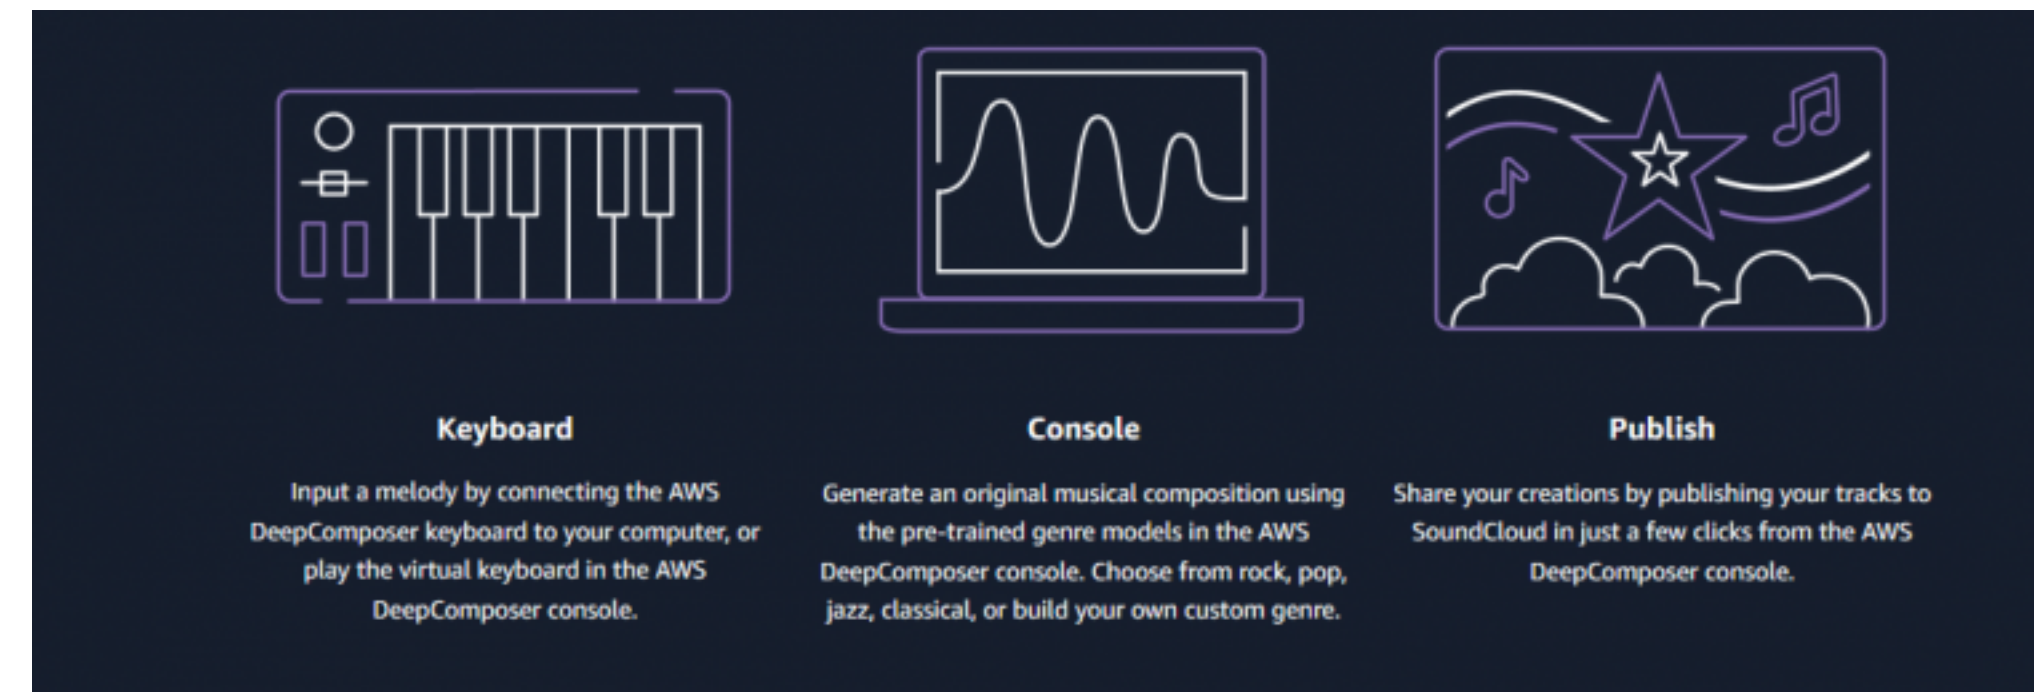 Keyboard
Input a melody by connecting the AWS
DeepComposer keyboard to your computer, or
play the virtual keyboard in the AWS
DeepComposer console.
Console
Generate an original musical composition using
the pre-trained genre models in the AWS
DeepComposer console. Choose from rock, pop,
jazz, classical, or build your own custom genre.
Publish
Share your creations by publishing your tracks to
SoundCloud in just a few clicks from the AWS
DeepComposer console.